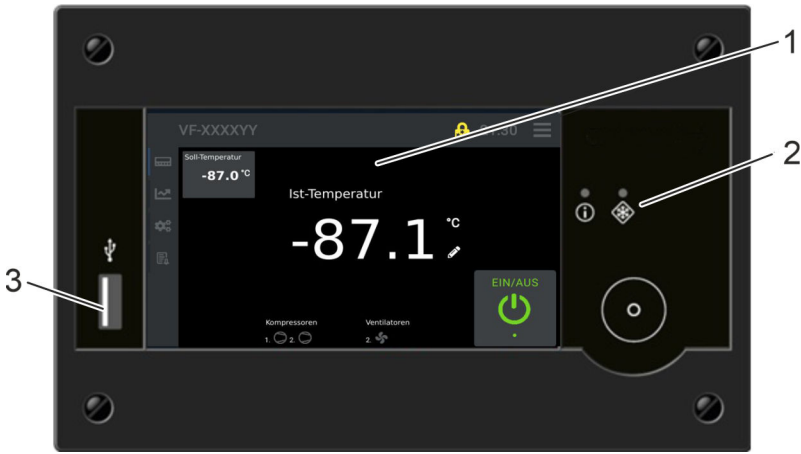 1
VF-XXXXYY
Soll-Temperatur
-87.0 °C
Ist-Temperatur
-87.1 °C
2
3
EIN/AUS
Kompressoren
1. 2.
Ventilatoren
2.